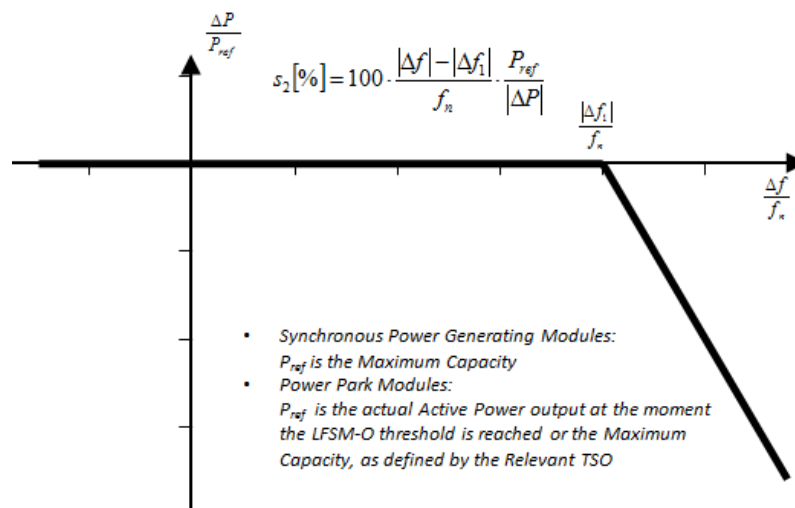 ΔP
P_ref
s₂[%]=100 · (|Δf|−|Δf₁|)/f_n · P_ref/|ΔP|
|Δf₁|
f_n
Δf
f_n
• Synchronous Power Generating Modules:
P_ref is the Maximum Capacity
• Power Park Modules:
P_ref is the actual Active Power output at the moment
the LFSM-O threshold is reached or the Maximum
Capacity, as defined by the Relevant TSO